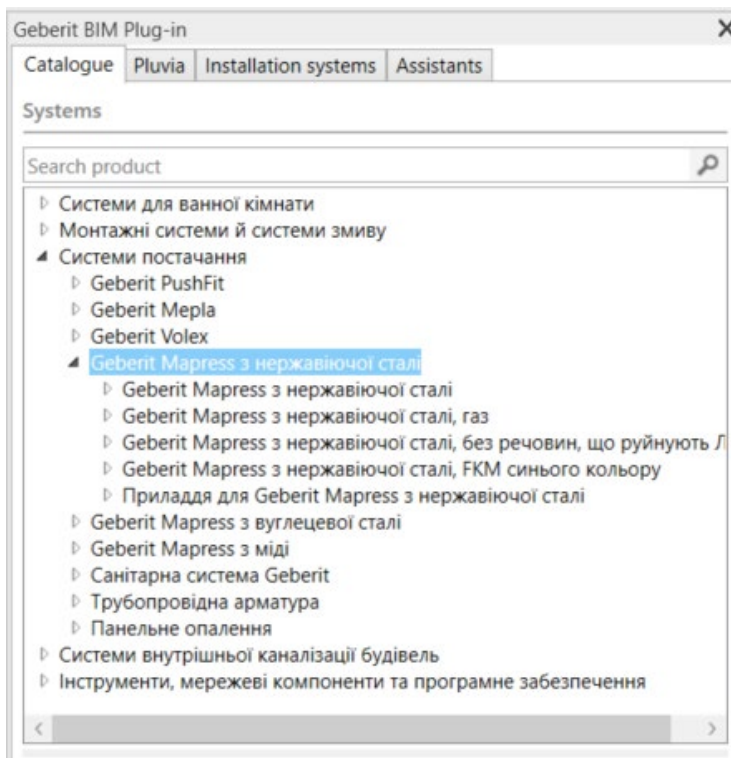 Geberit BIM Plug-in
Catalogue Pluvia Installation systems Assistants
Systems
Search product
Системи для ванної кімнати
Монтажні системи й системи змиву
Системи постачання
Geberit PushFit
Geberit Mepla
Geberit Volex
Geberit Mapress з нержавіючої сталі
Geberit Mapress з нержавіючої сталі
Geberit Mapress з нержавіючої сталі, газ
Geberit Mapress з нержавіючої сталі, без речовин, що руйнують Л
Geberit Mapress з нержавіючої сталі, FKM синього кольору
Приладдя для Geberit Mapress з нержавіючої сталі
Geberit Mapress з вуглецевої сталі
Geberit Mapress з міді
Санітарна система Geberit
Трубопровідна арматура
Панельне опалення
Системи внутрішньої каналізації будівель
Інструменти, мережеві компоненти та програмне забезпечення